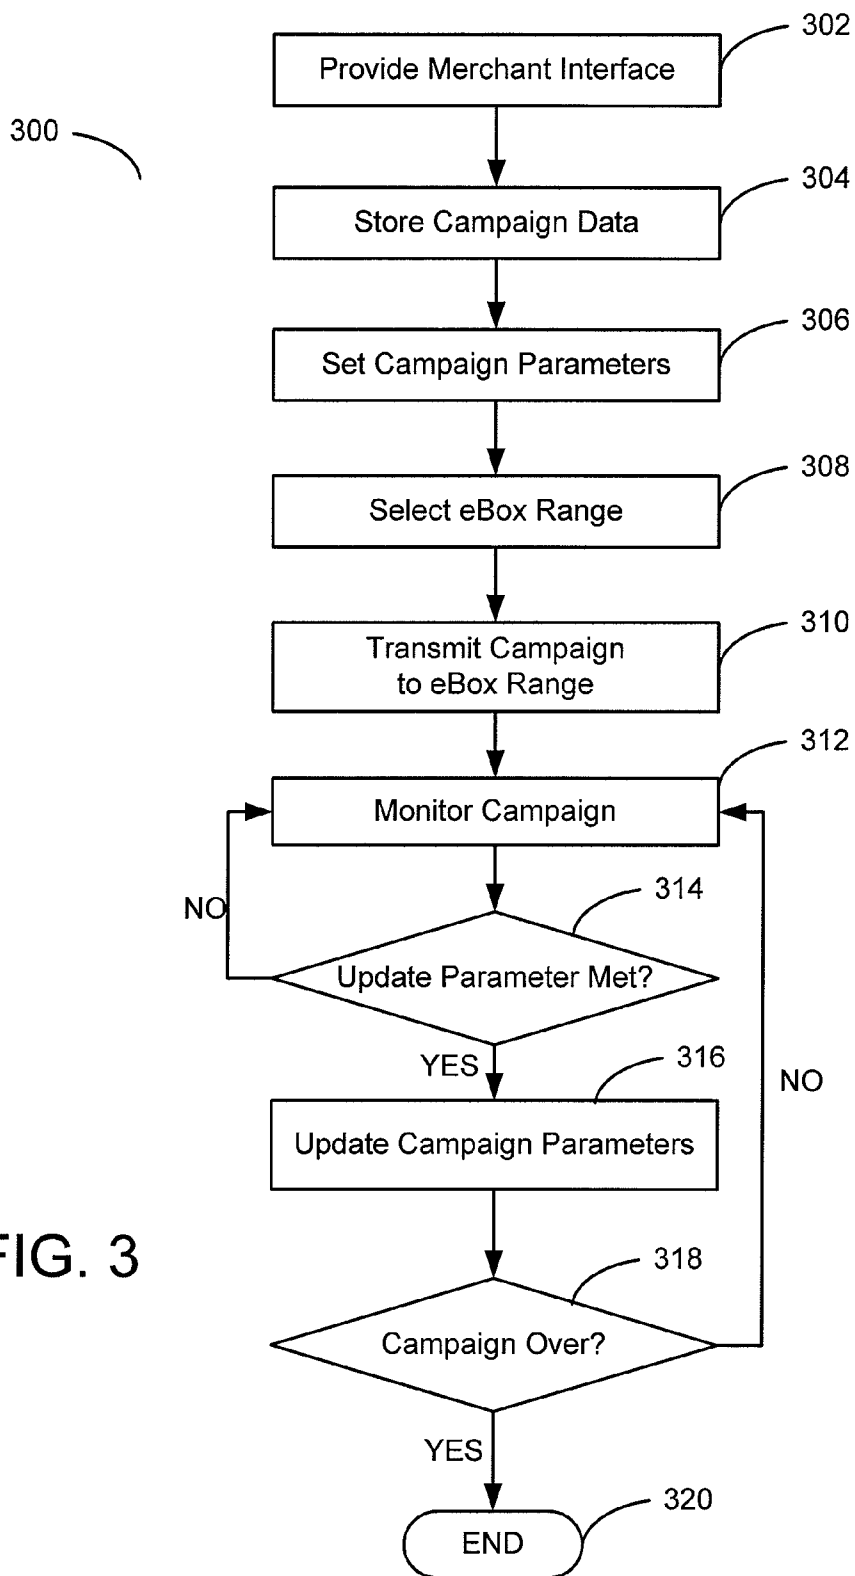 302
Provide Merchant Interface
300
304
Store Campaign Data
306
Set Campaign Parameters
308
Select eBox Range
310
Transmit Campaign
to eBox Range
312
Monitor Campaign
314
NO
Update Parameter Met?
YES
316
NO
Update Campaign Parameters
FIG. 3
318
Campaign Over?
YES
320
END